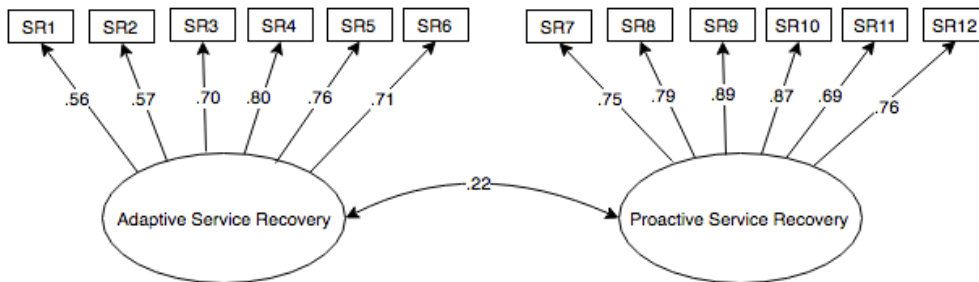 SR1 SR2 SR3 SR4 SR5 SR6 SR7 SR8 SR9 SR10 SR11 SR12
.56 .57 .70 .80 .76 .71 .75 .79 .89 .87 .69 .76
.22
Adaptive Service Recovery Proactive Service Recovery